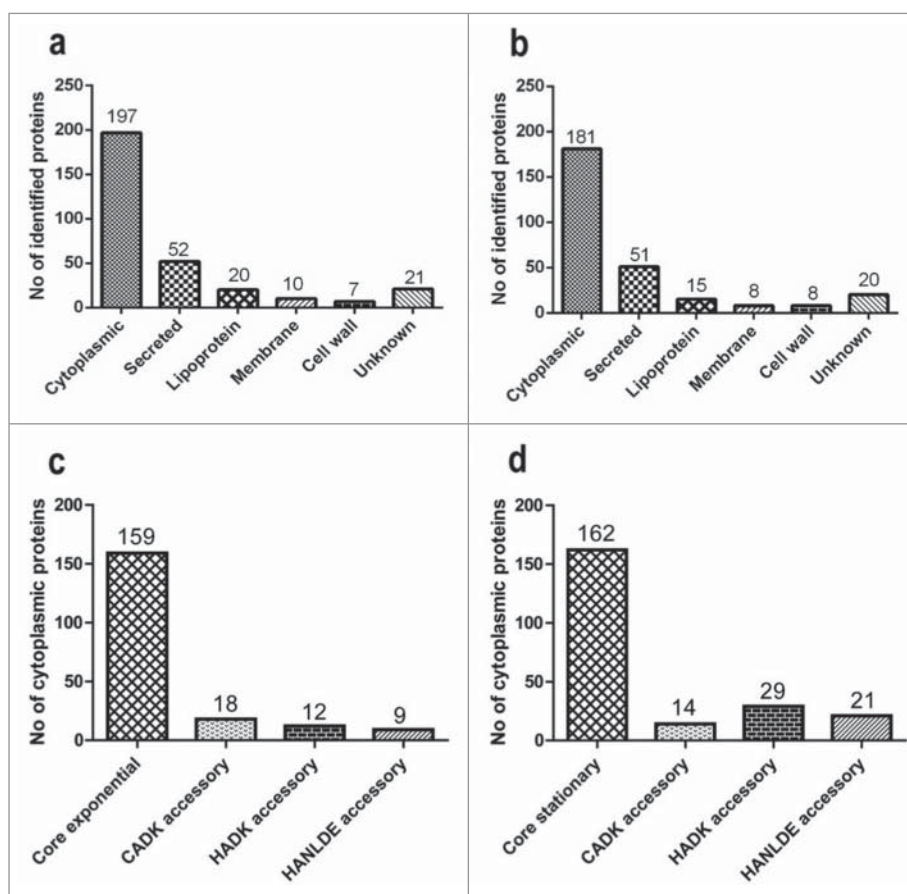 a
No of identified proteins
250
200
150
100
50
0
197
52
20
10
7
21
Cytoplasmic
Secreted
Lipoprotein
Membrane
Cell wall
Unknown
b
No of identified proteins
250
200
150
100
50
0
181
51
15
8
8
20
Cytoplasmic
Secreted
Lipoprotein
Membrane
Cell wall
Unknown
c
No of cytoplasmic proteins
200
150
100
50
0
159
18
12
9
Core exponential
CADK accessory
HADK accessory
HANLDE accessory
d
No of cytoplasmic proteins
200
150
100
50
0
162
14
29
21
Core stationary
CADK accessory
HADK accessory
HANLDE accessory